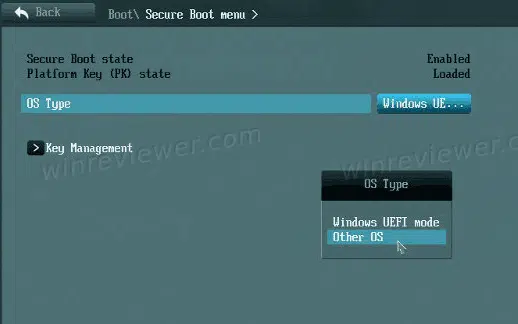 Back
Boot\ Secure Boot menu >
Secure Boot state Enabled
Platform Key (PK) state Loaded
OS Type Windows UE...
> Key Management
winreviewer.com
winreviewer.com
OS Type
Windows UEFI mode
Other OS